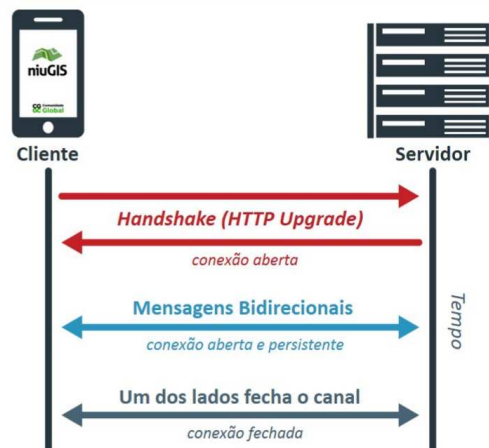 niuGIS
Comunidade
Global
Cliente
Servidor
Handshake (HTTP Upgrade)
conexão aberta
Mensagens Bidirecionais
conexão aberta e persistente
Tempo
Um dos lados fecha o canal
conexão fechada